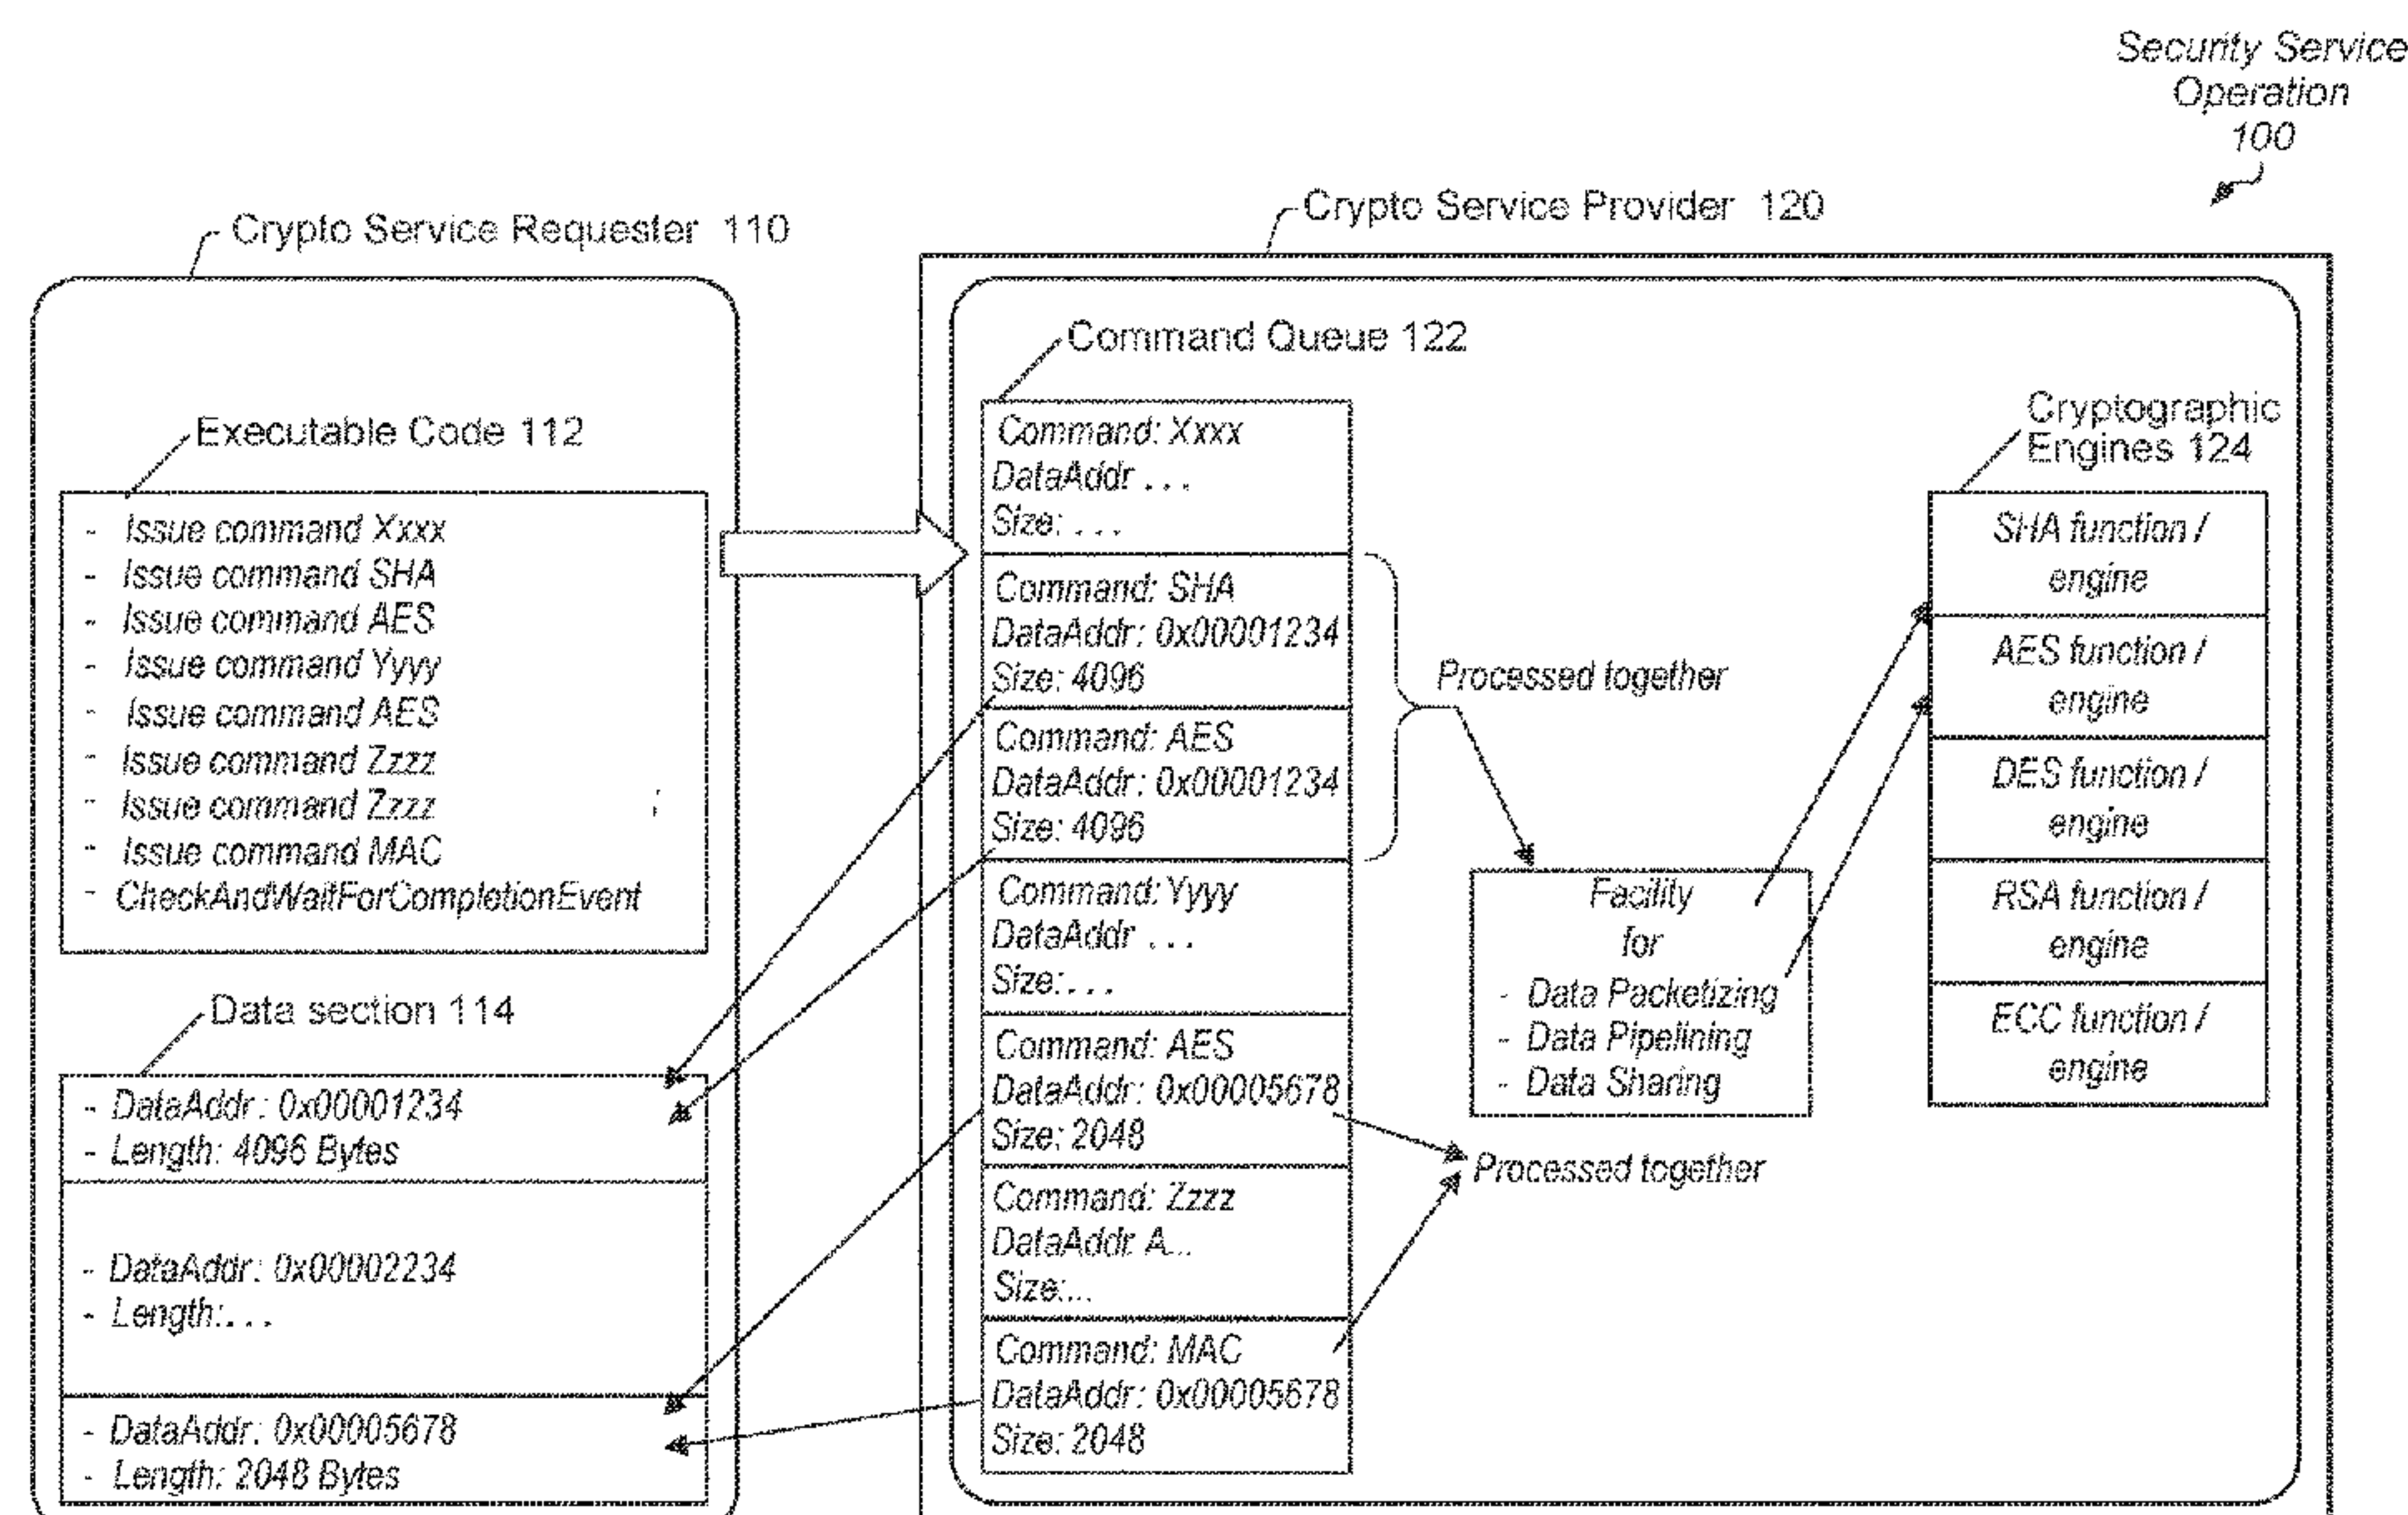 Security Service
Operation
100
Crypto Service Requester 110
Executable Code 112
- Issue command Xxxx
- Issue command SHA
- Issue command AES
- Issue command Yyyy
- Issue command AES
- Issue command Zzzz
- Issue command Zzzz
- Issue command MAC
- CheckAndWaitForCompletionEvent
Data section 114
- DataAddr: 0x00001234
- Length: 4096 Bytes
- DataAddr: 0x00002234
- Length:. . .
- DataAddr: 0x00005678
- Length: 2048 Bytes
Crypto Service Provider 120
Command Queue 122
Command: Xxxx
DataAddr . . .
Size: . . .
Command: SHA
DataAddr: 0x00001234
Size: 4096
Command: AES
DataAddr: 0x00001234
Size: 4096
Command: Yyyy
DataAddr . . .
Size:. . .
Command: AES
DataAddr: 0x00005678
Size: 2048
Command: Zzzz
DataAddr A...
Size:...
Command: MAC
DataAddr: 0x00005678
Size: 2048
Processed together
Facility
for
- Data Packetizing
- Data Pipelining
- Data Sharing
Processed together
Cryptographic
Engines 124
SHA function /
engine
AES function /
engine
DES function /
engine
RSA function /
engine
ECC function /
engine